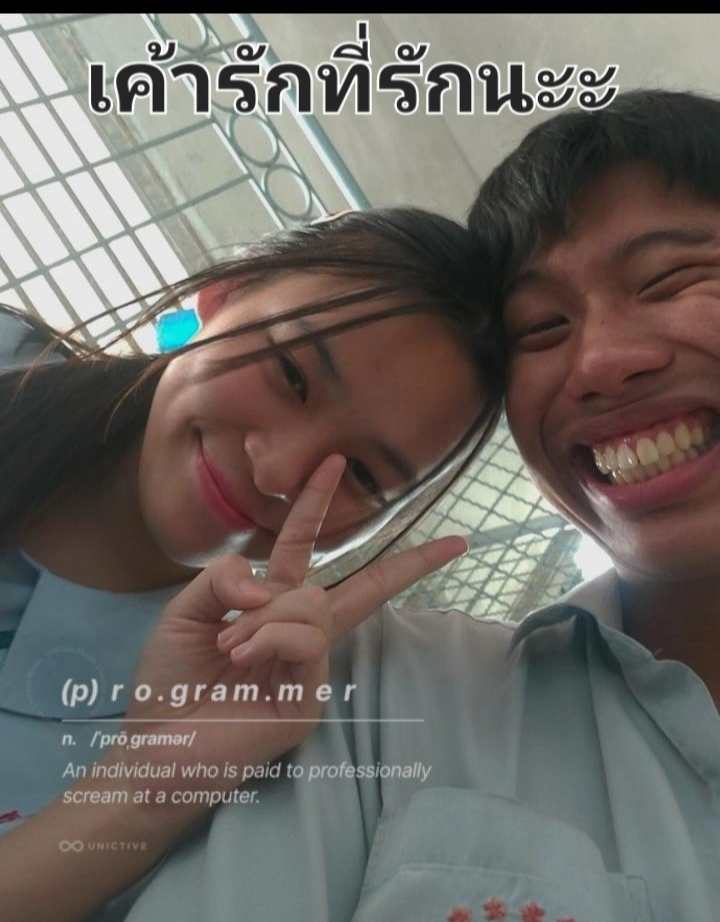 เค้ารักที่รักนะะะ
(p) r o.gram.m e r
n. /ˈprōˌgramər/
An individual who is paid to professionally
scream at a computer.
UNICTIVE